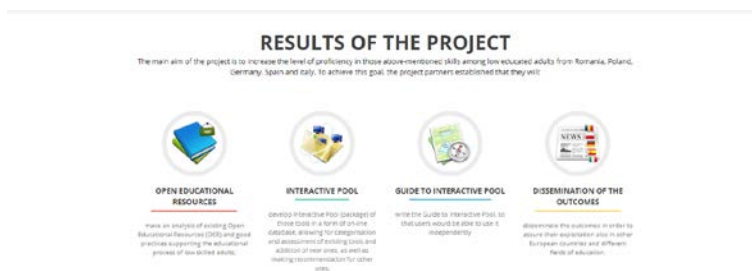 RESULTS OF THE PROJECT
The main aim of the project is to increase the level of proficiency in those above-mentioned skills among low educated adults from Romania, Poland,
Germany, Spain and Italy. To achieve this goal, the project partners established that they will:
OPEN EDUCATIONAL
RESOURCES
make an analysis of existing Open
Educational Resources (OER) and good
practices supporting the educational
process of low-skilled adults;
INTERACTIVE POOL
develop Interactive Pool (package) of
those tools in a form of on-line
database, allowing for categorisation
and assessment of existing tools and
addition of new ones, as well as
making recommendation for other
ones.
GUIDE TO INTERACTIVE POOL
write the Guide to Interactive Pool, so
that users would be able to use it
independently
DISSEMINATION OF THE
OUTCOMES
disseminate the outcomes in order to
assure their exploitation also in other
European countries and different
fields of education.
NEWS